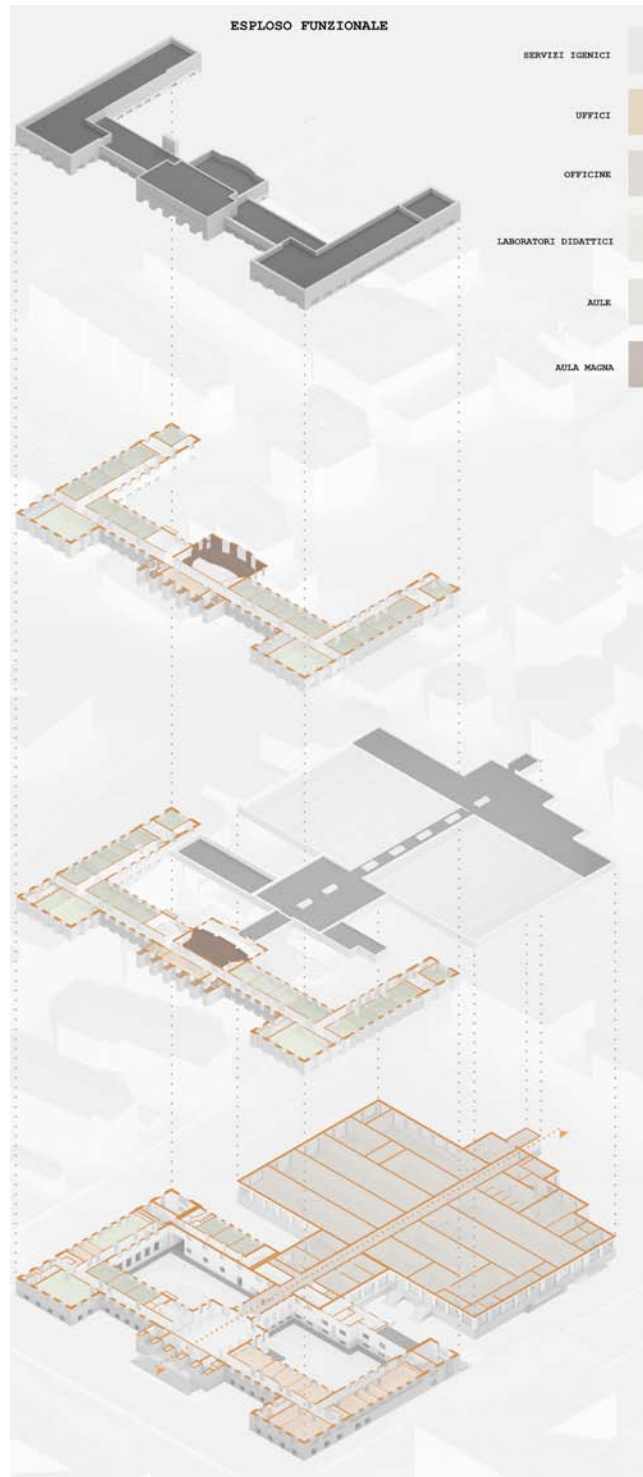 ESPLOSO FUNZIONALE
SERVIZI IGENICI
UFFICI
OFFICINE
LABORATORI DIDATTICI
AULE
AULA MAGNA